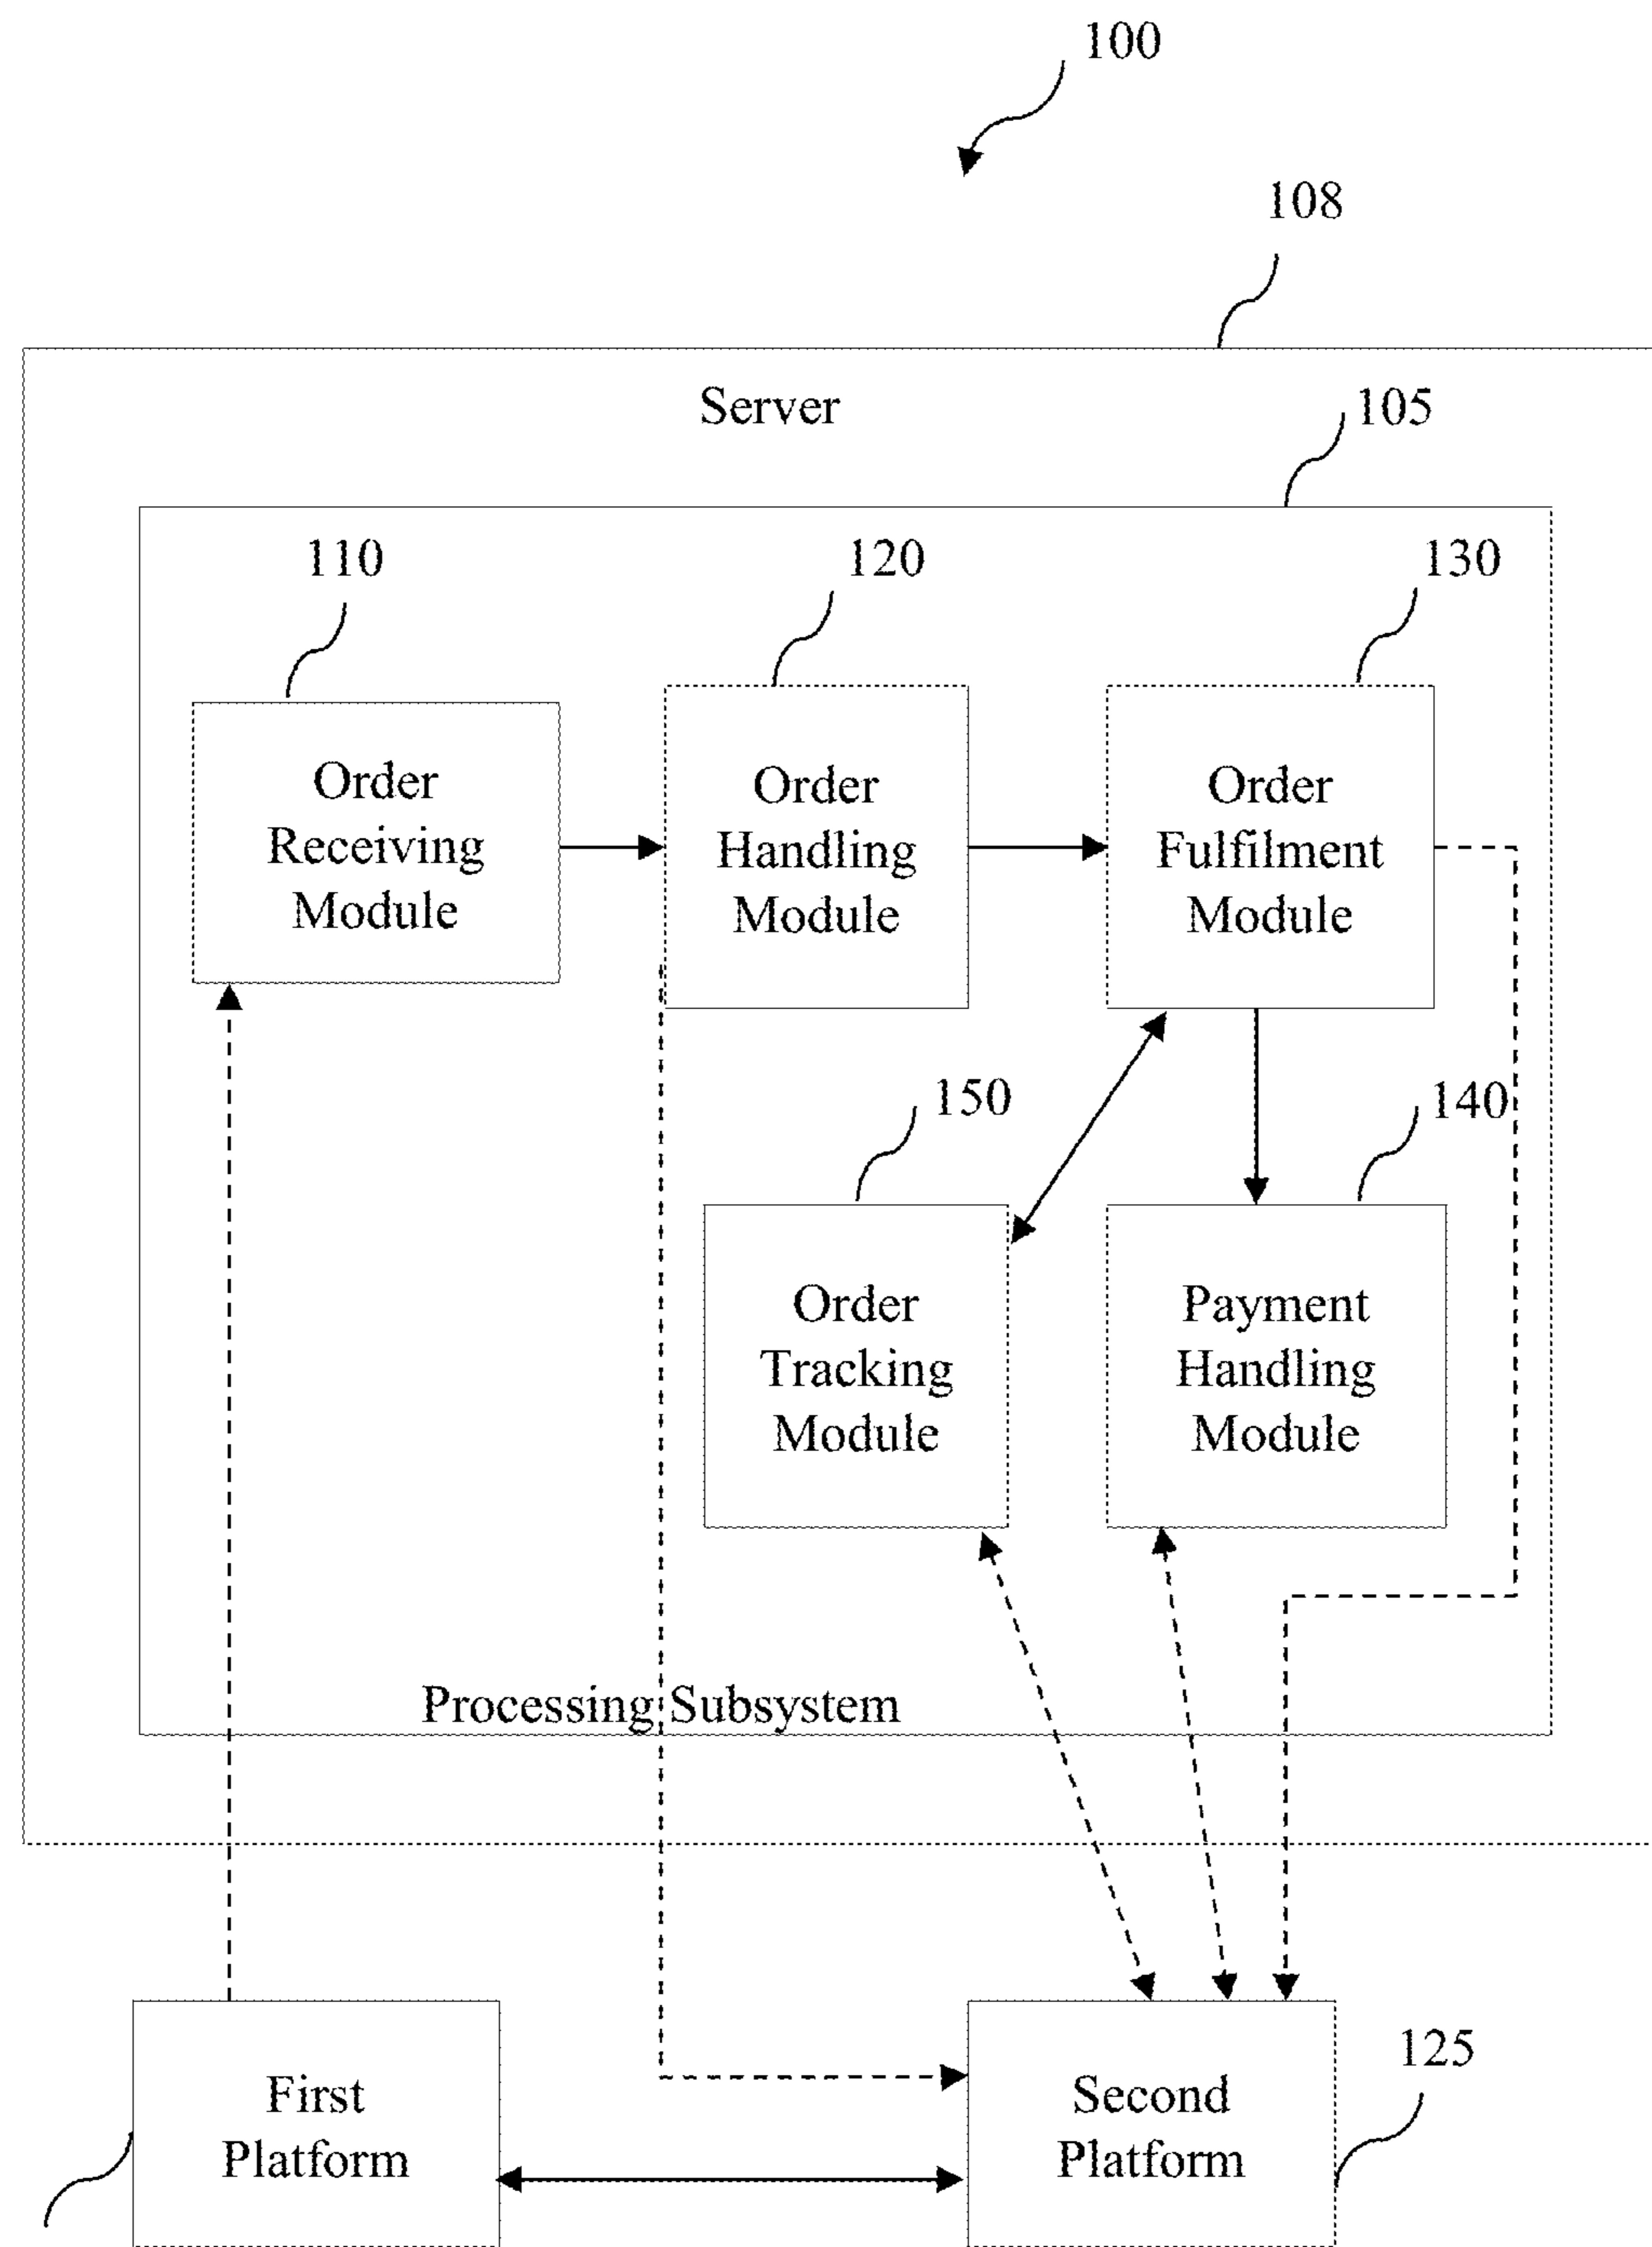 100
108
Server
105
110
120
130
Order
Receiving
Module
Order
Handling
Module
Order
Fulfilment
Module
150
140
Order
Tracking
Module
Payment
Handling
Module
Processing Subsystem
First
Platform
Second
Platform
125